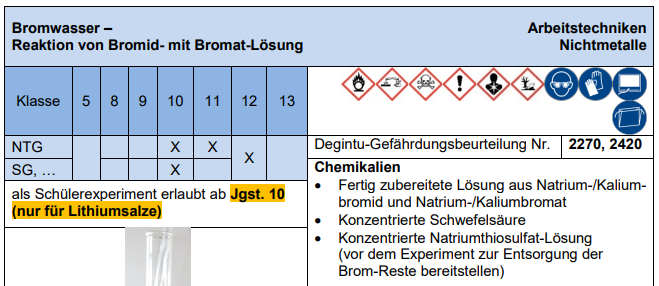 Bromwasser –
Reaktion von Bromid- mit Bromat-Lösung
Arbeitstechniken
Nichtmetalle
Klasse 5 8 9 10 11 12 13
NTG X X X
SG, … X
Degintu-Gefährdungsbeurteilung Nr. 2270, 2420
als Schülerexperiment erlaubt ab Jgst. 10
(nur für Lithiumsalze)
Chemikalien
• Fertig zubereitete Lösung aus Natrium-/Kalium-
bromid und Natrium-/Kaliumbromat
• Konzentrierte Schwefelsäure
• Konzentrierte Natriumthiosulfat-Lösung
(vor dem Experiment zur Entsorgung der
Brom-Reste bereitstellen)